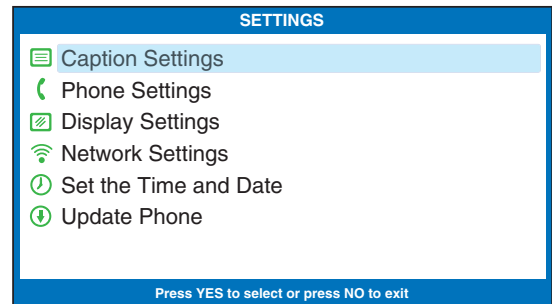 SETTINGS
Caption Settings
Phone Settings
Display Settings
Network Settings
Set the Time and Date
Update Phone
Press YES to select or press NO to exit